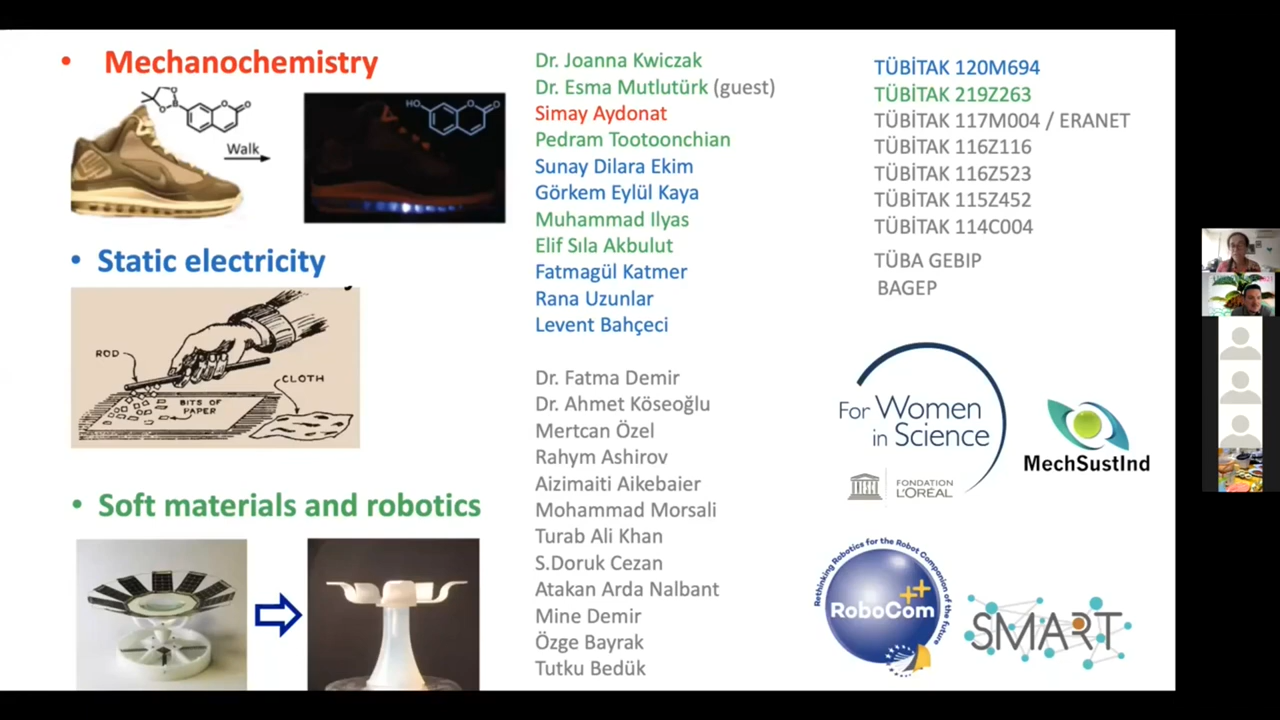 • Mechanochemistry
O O
B
O O
Walk
HO O O
• Static electricity
ROD
CLOTH
BITS OF
PAPER
• Soft materials and robotics
Dr. Joanna Kwiczak
Dr. Esma Mutlutürk (guest)
Simay Aydonat
Pedram Tootoonchian
Sunay Dilara Ekim
Görkem Eylül Kaya
Muhammad Ilyas
Elif Sıla Akbulut
Fatmagül Katmer
Rana Uzunlar
Levent Bahçeci
Dr. Fatma Demir
Dr. Ahmet Köseoğlu
Mertcan Özel
Rahym Ashirov
Aizimaiti Aikebaier
Mohammad Morsali
Turab Ali Khan
S.Doruk Cezan
Atakan Arda Nalbant
Mine Demir
Özge Bayrak
Tutku Bedük
TÜBİTAK 120M694
TÜBİTAK 219Z263
TÜBİTAK 117M004 / ERANET
TÜBİTAK 116Z116
TÜBİTAK 116Z523
TÜBİTAK 115Z452
TÜBİTAK 114C004
TÜBA GEBIP
BAGEP
For Women
in Science
FONDATION
L'ORÉAL
MechSustInd
Rethinking Robotics for the Robot Companion of the future
RoboCom++
SMART